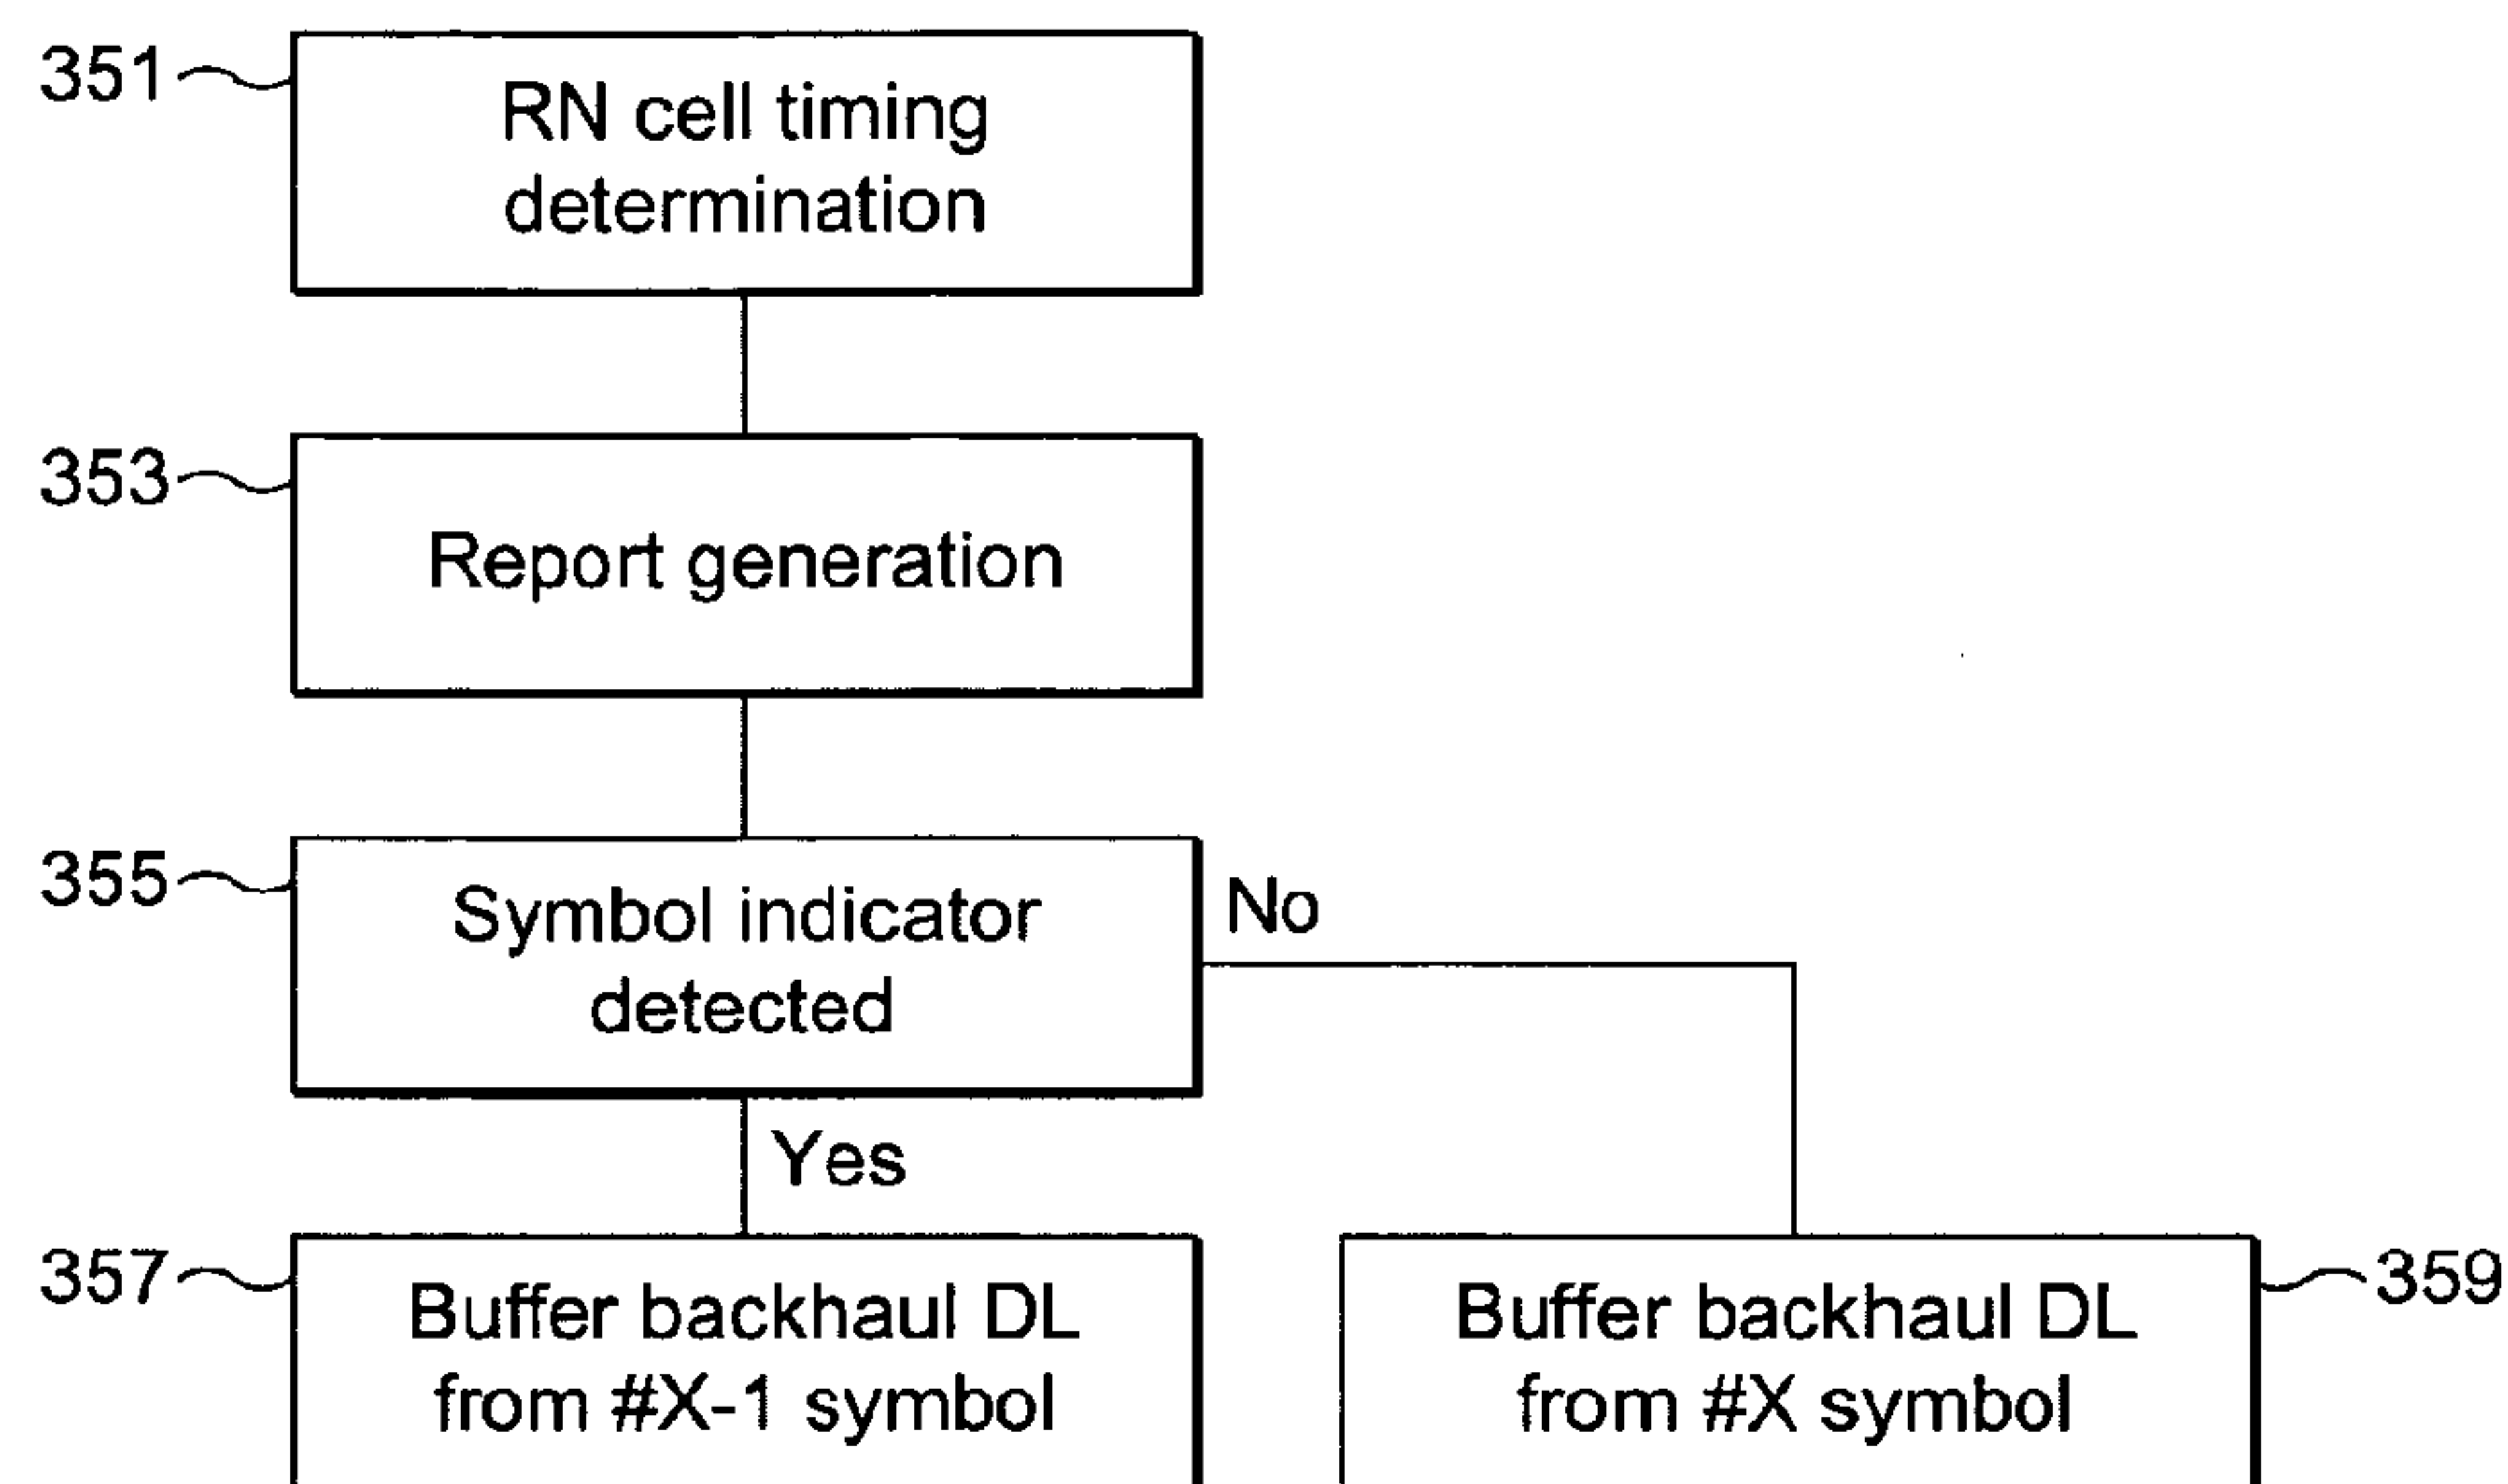 351
RN cell timing
determination
353
Report generation
355
Symbol indicator
detected
No
Yes
357
Buffer backhaul DL
from #X-1 symbol
Buffer backhaul DL
from #X symbol
359